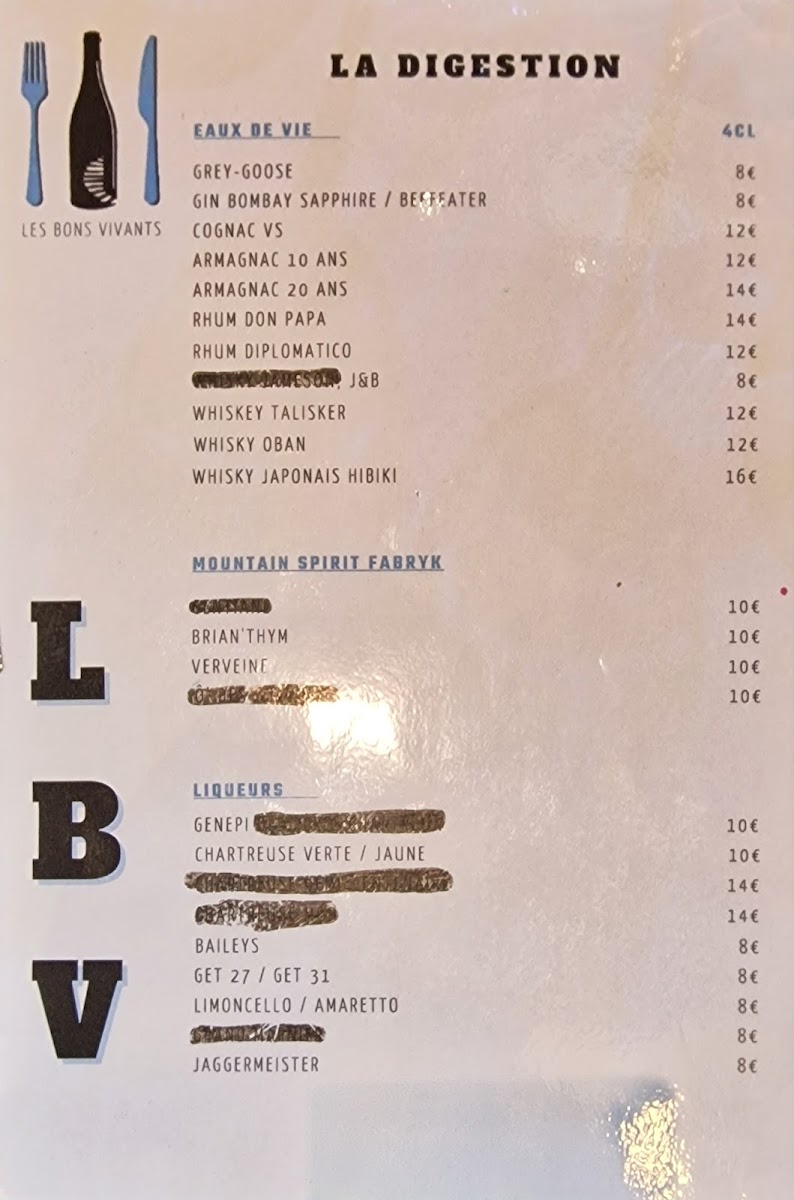 LA DIGESTION
LES BONS VIVANTS
EAUX DE VIE 4CL
GREY-GOOSE 8€
GIN BOMBAY SAPPHIRE / BEEFEATER 8€
COGNAC VS 12€
ARMAGNAC 10 ANS 12€
ARMAGNAC 20 ANS 14€
RHUM DON PAPA 14€
RHUM DIPLOMATICO 12€
WHISKY JAMESON, J&B 8€
WHISKEY TALISKER 12€
WHISKY OBAN 12€
WHISKY JAPONAIS HIBIKI 16€
MOUNTAIN SPIRIT FABRYK
10€
BRIAN'THYM 10€
VERVEINE 10€
10€
LIQUEURS
GENEPI 10€
CHARTREUSE VERTE / JAUNE 10€
CHARTREUSE 14€
CHARTREUSE 14€
BAILEYS 8€
GET 27 / GET 31 8€
LIMONCELLO / AMARETTO 8€
8€
JAGGERMEISTER 8€
L
B
V